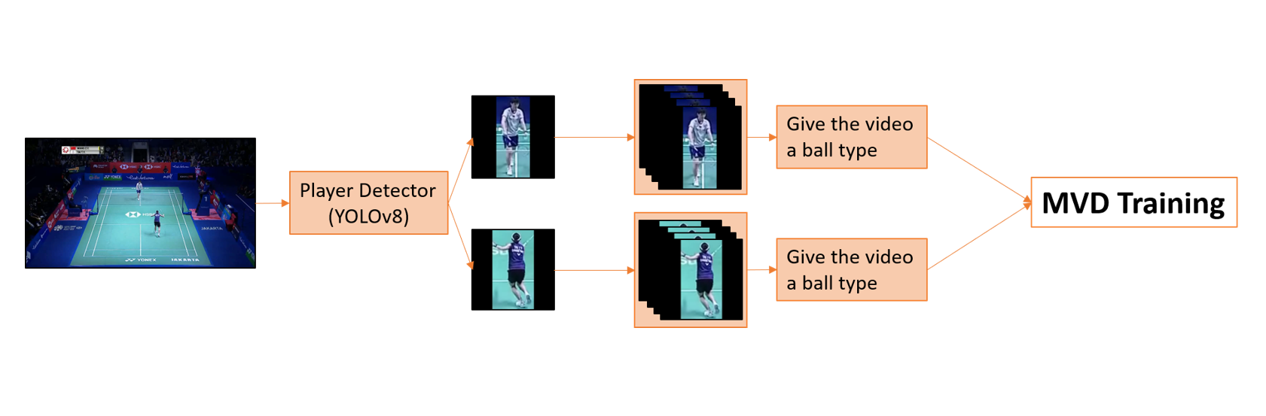 Player Detector
(YOLOv8)
Give the video
a ball type
Give the video
a ball type
MVD Training